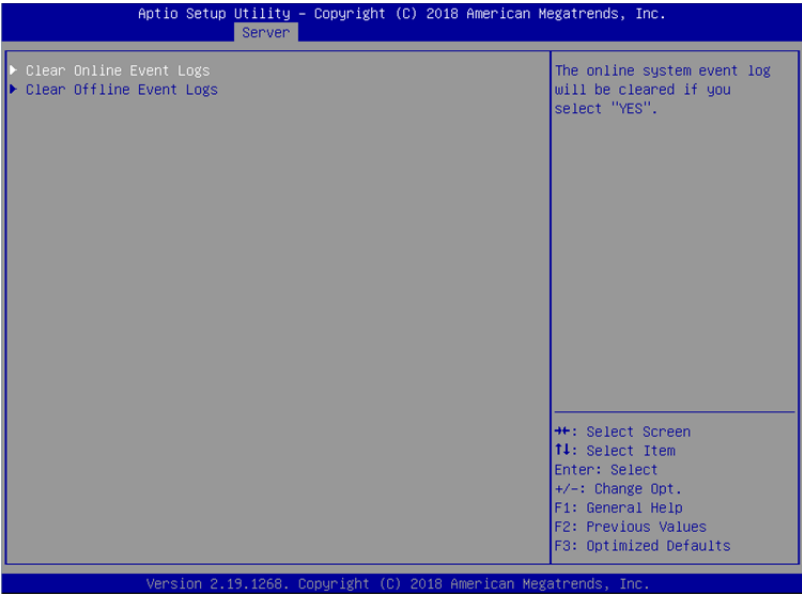 Aptio Setup Utility – Copyright (C) 2018 American Megatrends, Inc.
Server
▶ Clear Online Event Logs
▶ Clear Offline Event Logs
The online system event log
will be cleared if you
select "YES".
→←: Select Screen
↑↓: Select Item
Enter: Select
+/-: Change Opt.
F1: General Help
F2: Previous Values
F3: Optimized Defaults
Version 2.19.1268. Copyright (C) 2018 American Megatrends, Inc.